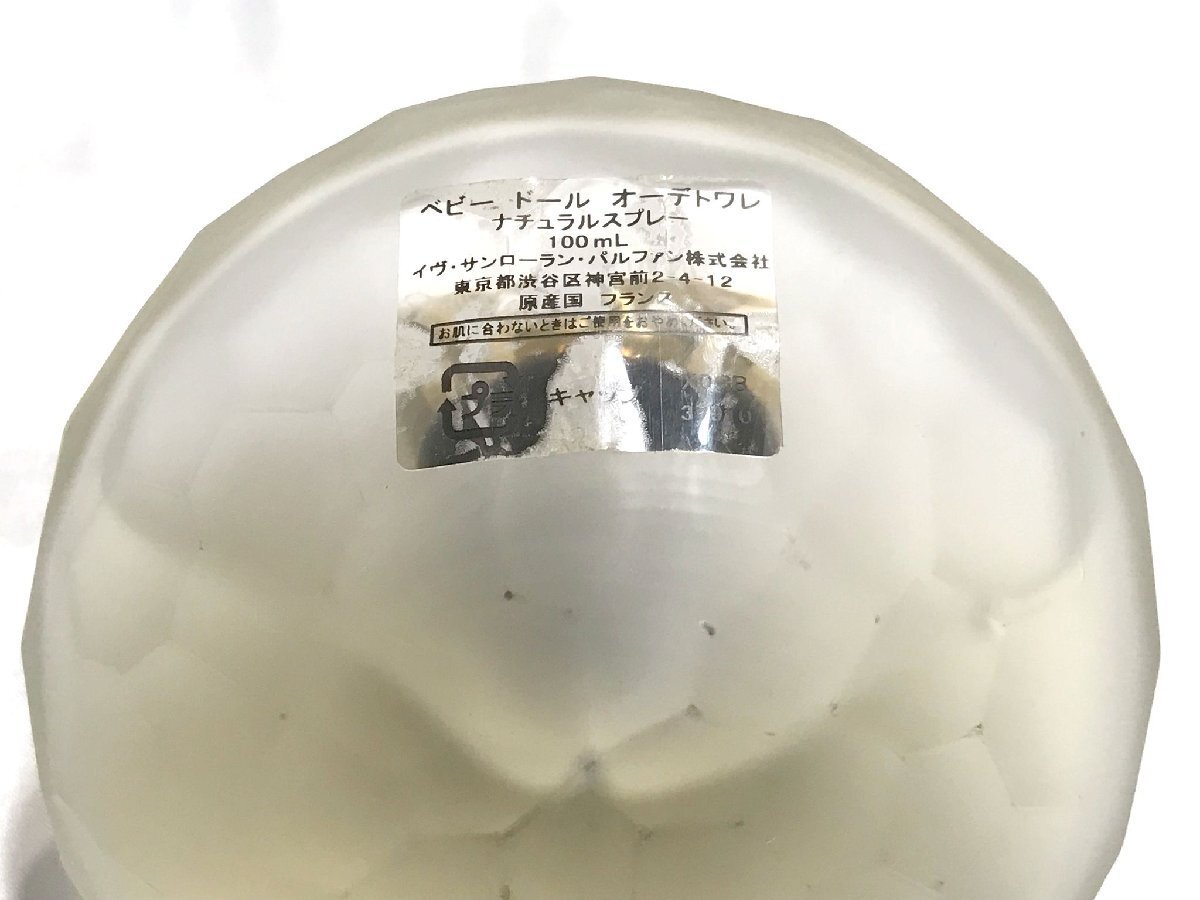 ベビー ドール オーデトワレ
ナチュラルスプレー
100mL
イヴ・サンローラン・パルファン株式会社
東京都渋谷区神宮前2-4-12
原産国 フランス
お肌に合わないときはご使用をおやめください。
プ
キャップ